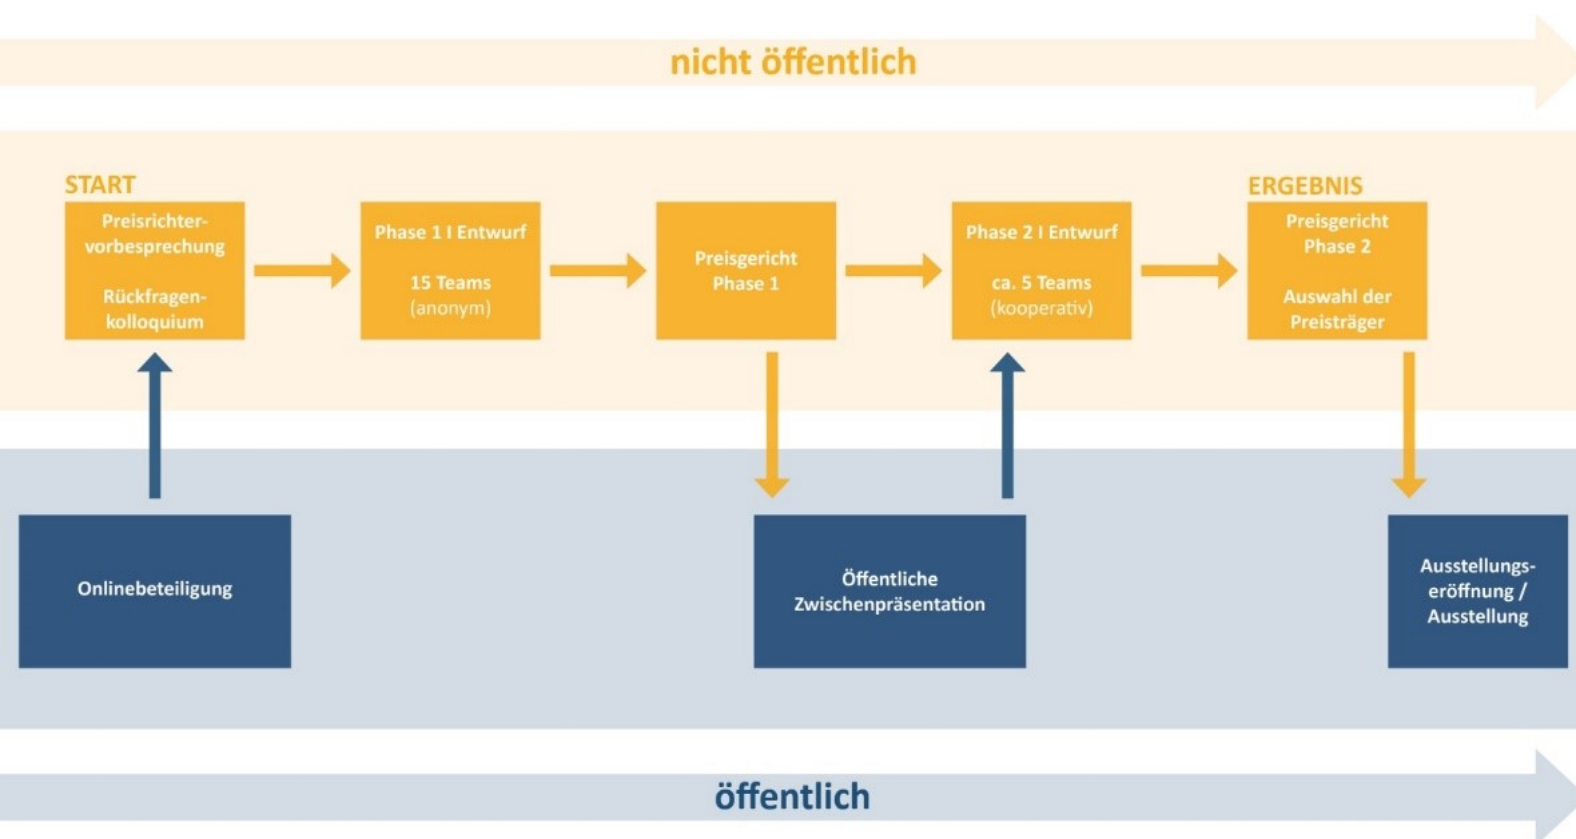 nicht öffentlich
START
Preisrichter-
vorbesprechung
Rückfragen-
kolloquium
Phase 1 I Entwurf
15 Teams
(anonym)
Preisgericht
Phase 1
Phase 2 I Entwurf
ca. 5 Teams
(kooperativ)
ERGEBNIS
Preisgericht
Phase 2
Auswahl der
Preisträger
Onlinebeteiligung
Öffentliche
Zwischenpräsentation
Ausstellungs-
eröffnung /
Ausstellung
öffentlich